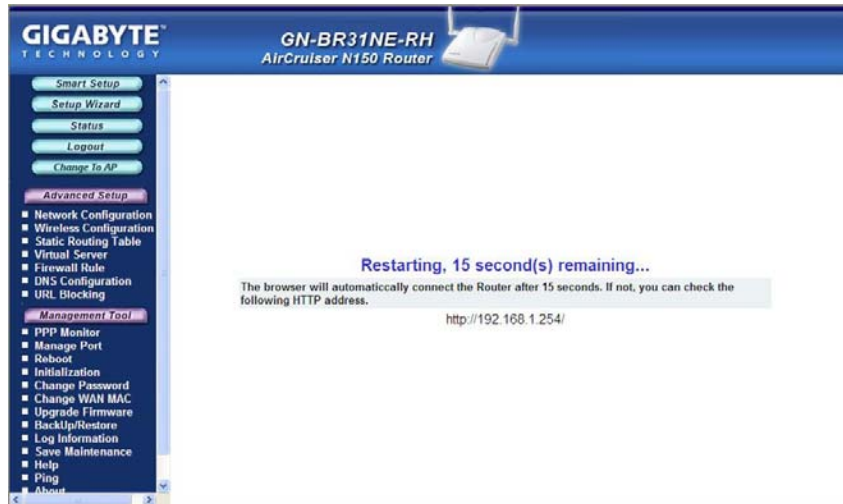 GIGABYTE™
TECHNOLOGY
GN-BR31NE-RH
AirCruiser N150 Router
Smart Setup
Setup Wizard
Status
Logout
Change To AP
Advanced Setup
Network Configuration
Wireless Configuration
Static Routing Table
Virtual Server
Firewall Rule
DNS Configuration
URL Blocking
Management Tool
PPP Monitor
Manage Port
Reboot
Initialization
Change Password
Change WAN MAC
Upgrade Firmware
BackUp/Restore
Log Information
Save Maintenance
Help
Ping
About
Restarting, 15 second(s) remaining...
The browser will automaticcally connect the Router after 15 seconds. If not, you can check the
following HTTP address.
http://192.168.1.254/